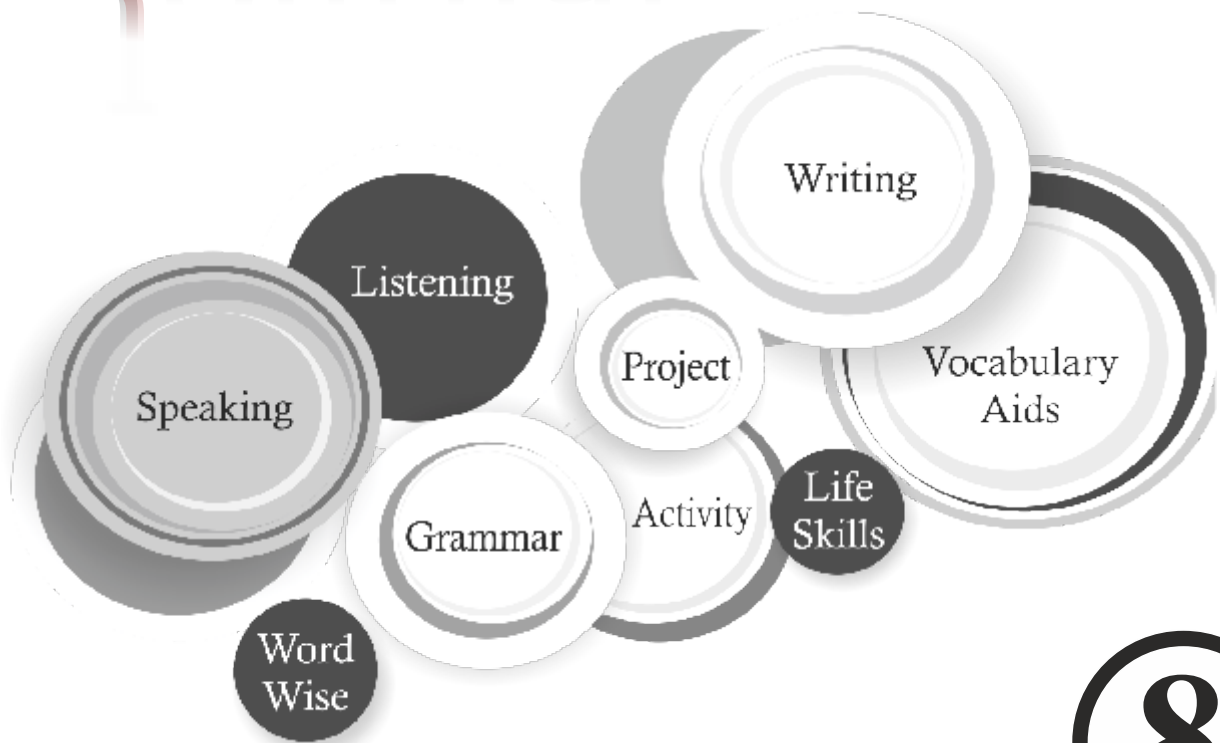 Writing
Listening
Project
Vocabulary
Aids
Speaking
Activity
Life
Skills
Grammar
Word
Wise
8